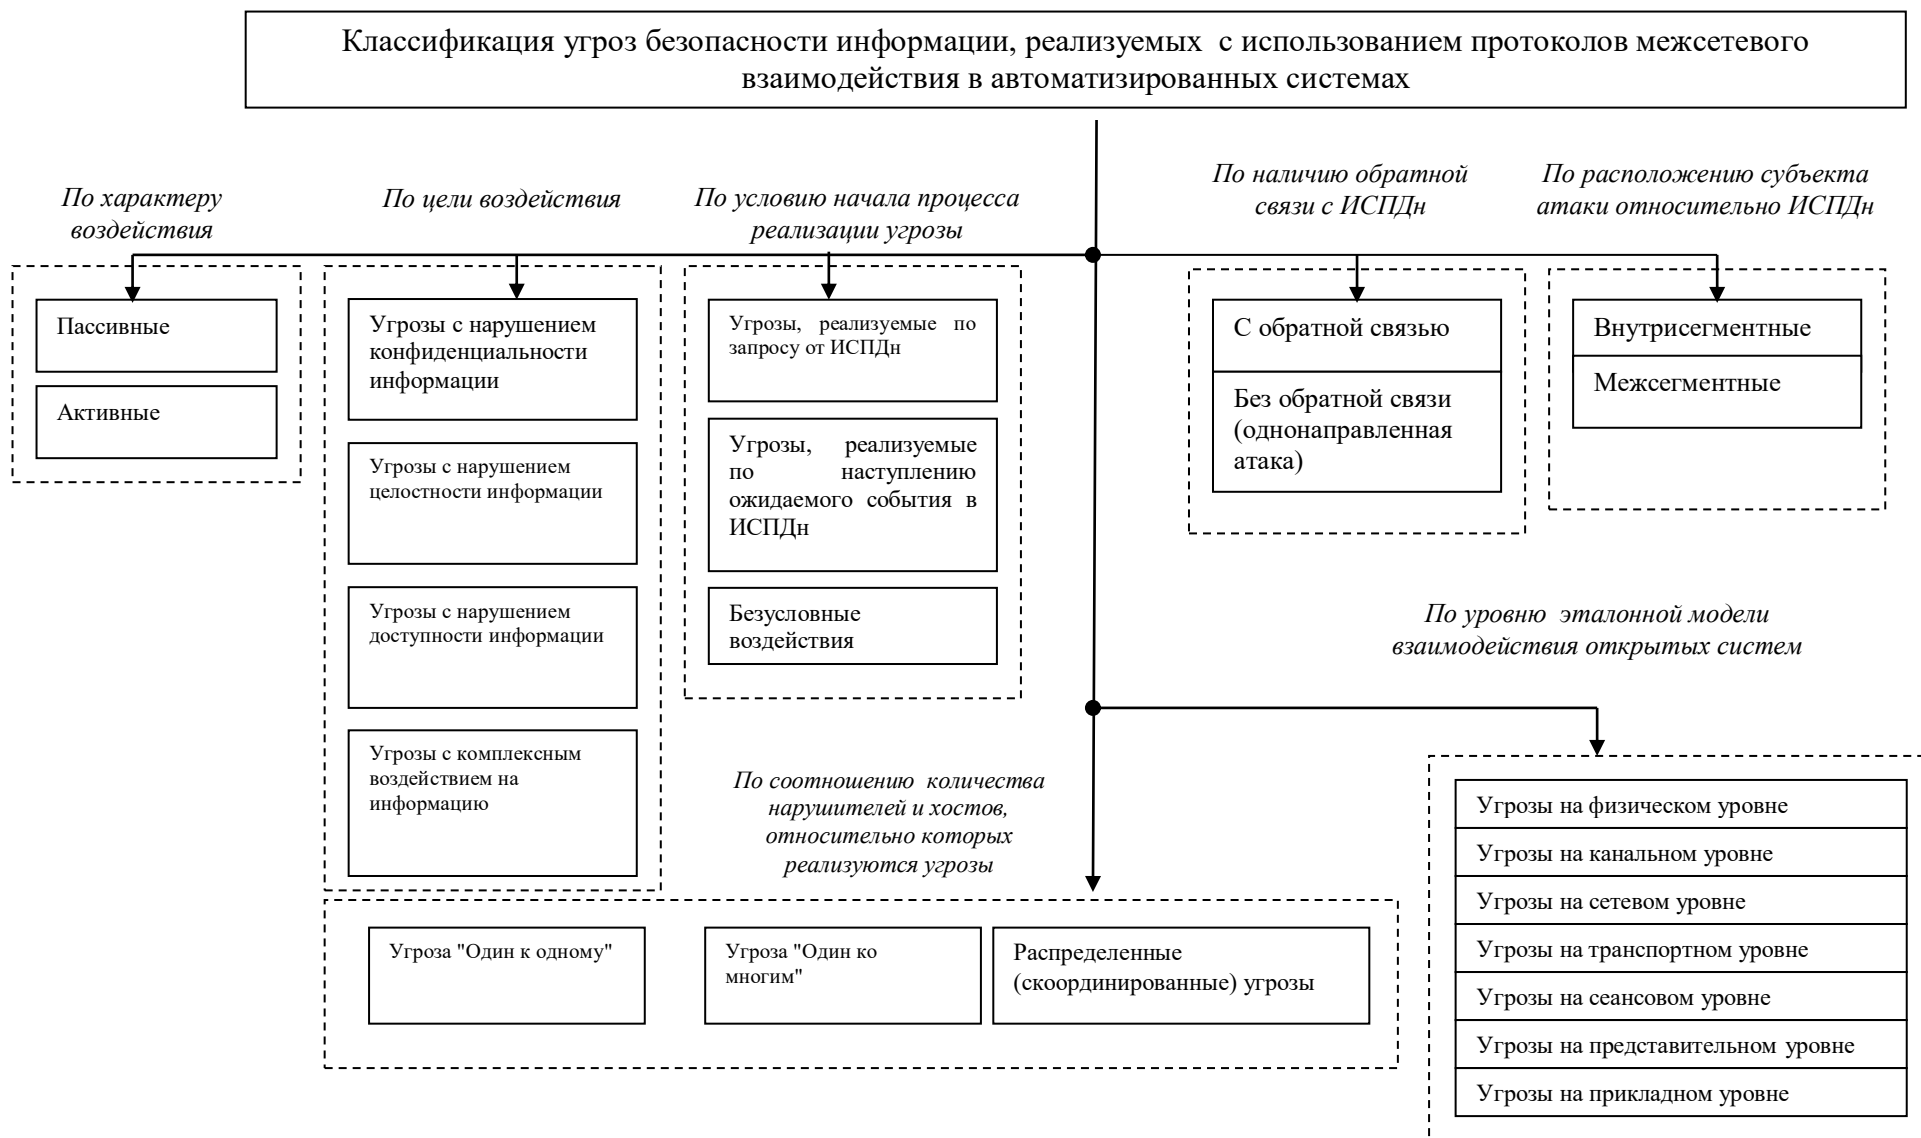 Классификация угроз безопасности информации, реализуемых с использованием протоколов межсетевого
взаимодействия в автоматизированных системах
По характеру
воздействия
По цели воздействия
По условию начала процесса
реализации угрозы
По наличию обратной
связи с ИСПДн
По расположению субъекта
атаки относительно ИСПДн
Пассивные
Активные
Угрозы с нарушением
конфиденциальности
информации
Угрозы с нарушением
целостности информации
Угрозы с нарушением
доступности информации
Угрозы с комплексным
воздействием на
информацию
Угрозы, реализуемые по
запросу от ИСПДн
Угрозы, реализуемые
по наступлению
ожидаемого события в
ИСПДн
Безусловные
воздействия
С обратной связью
Без обратной связи
(однонаправленная
атака)
Внутрисегментные
Межсегментные
По уровню эталонной модели
взаимодействия открытых систем
По соотношению количества
нарушителей и хостов,
относительно которых
реализуются угрозы
Угроза "Один к одному"
Угроза "Один ко
многим"
Распределенные
(скоординированные) угрозы
Угрозы на физическом уровне
Угрозы на канальном уровне
Угрозы на сетевом уровне
Угрозы на транспортном уровне
Угрозы на сеансовом уровне
Угрозы на представительном уровне
Угрозы на прикладном уровне